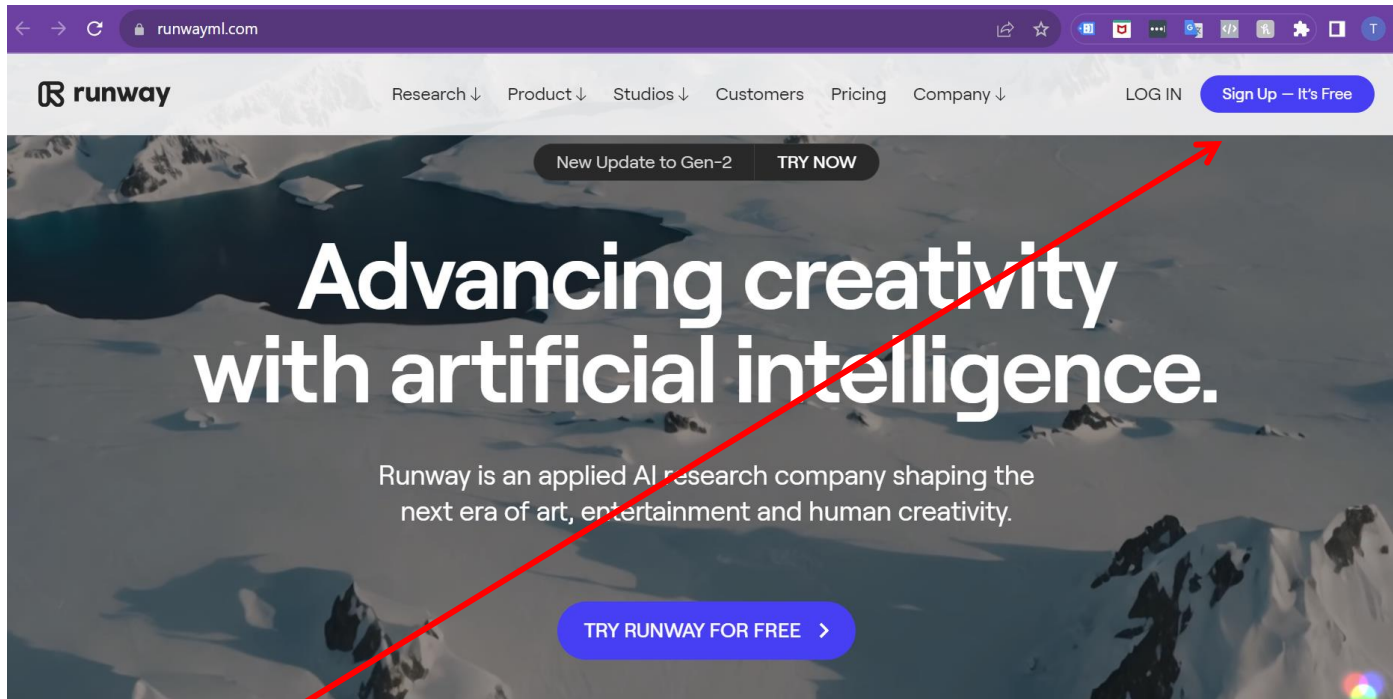 runwayml.com
runway
Research ↓ Product ↓ Studios ↓ Customers Pricing Company ↓ LOG IN Sign Up — It's Free
New Update to Gen-2 TRY NOW
Advancing creativity
with artificial intelligence.
Runway is an applied AI research company shaping the
next era of art, entertainment and human creativity.
TRY RUNWAY FOR FREE >
T